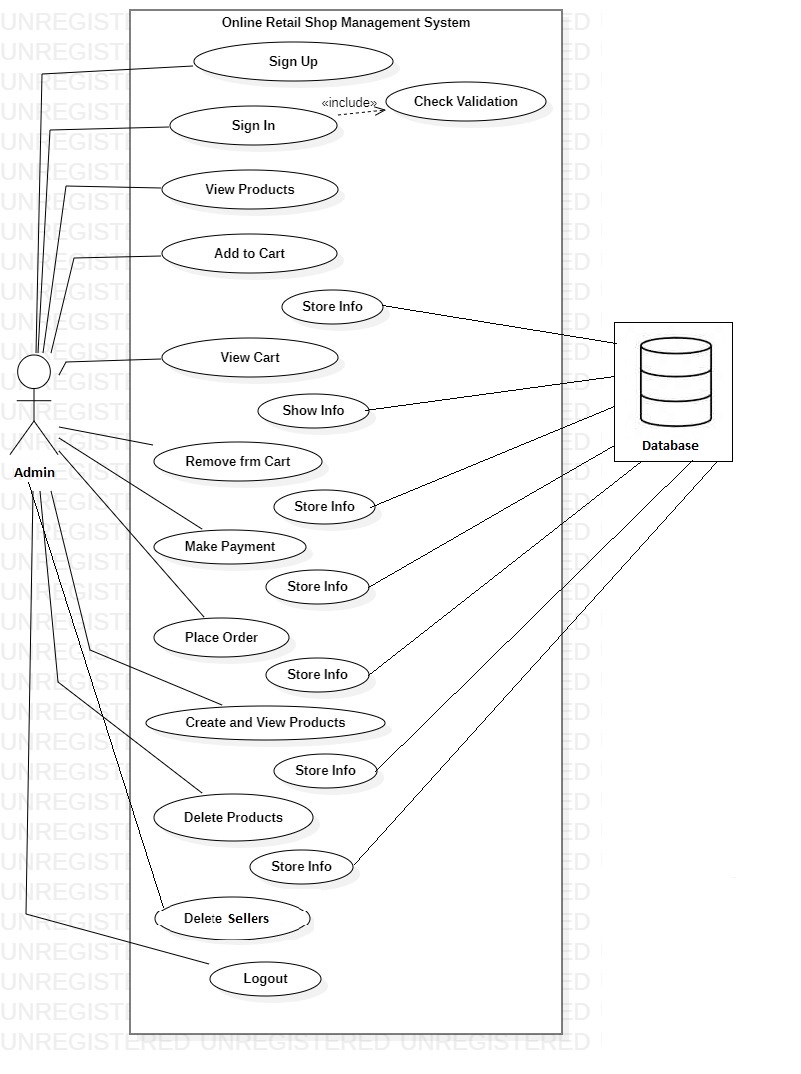 Online Retail Shop Management System
Sign Up
«include»
Check Validation
Sign In
View Products
Add to Cart
Store Info
View Cart
Show Info
Database
Remove frm Cart
Admin
Store Info
Make Payment
Store Info
Place Order
Store Info
Create and View Products
Store Info
Delete Products
Store Info
Delete Sellers
Logout
UNREGISTERED UNREGISTERED UNREGISTERED